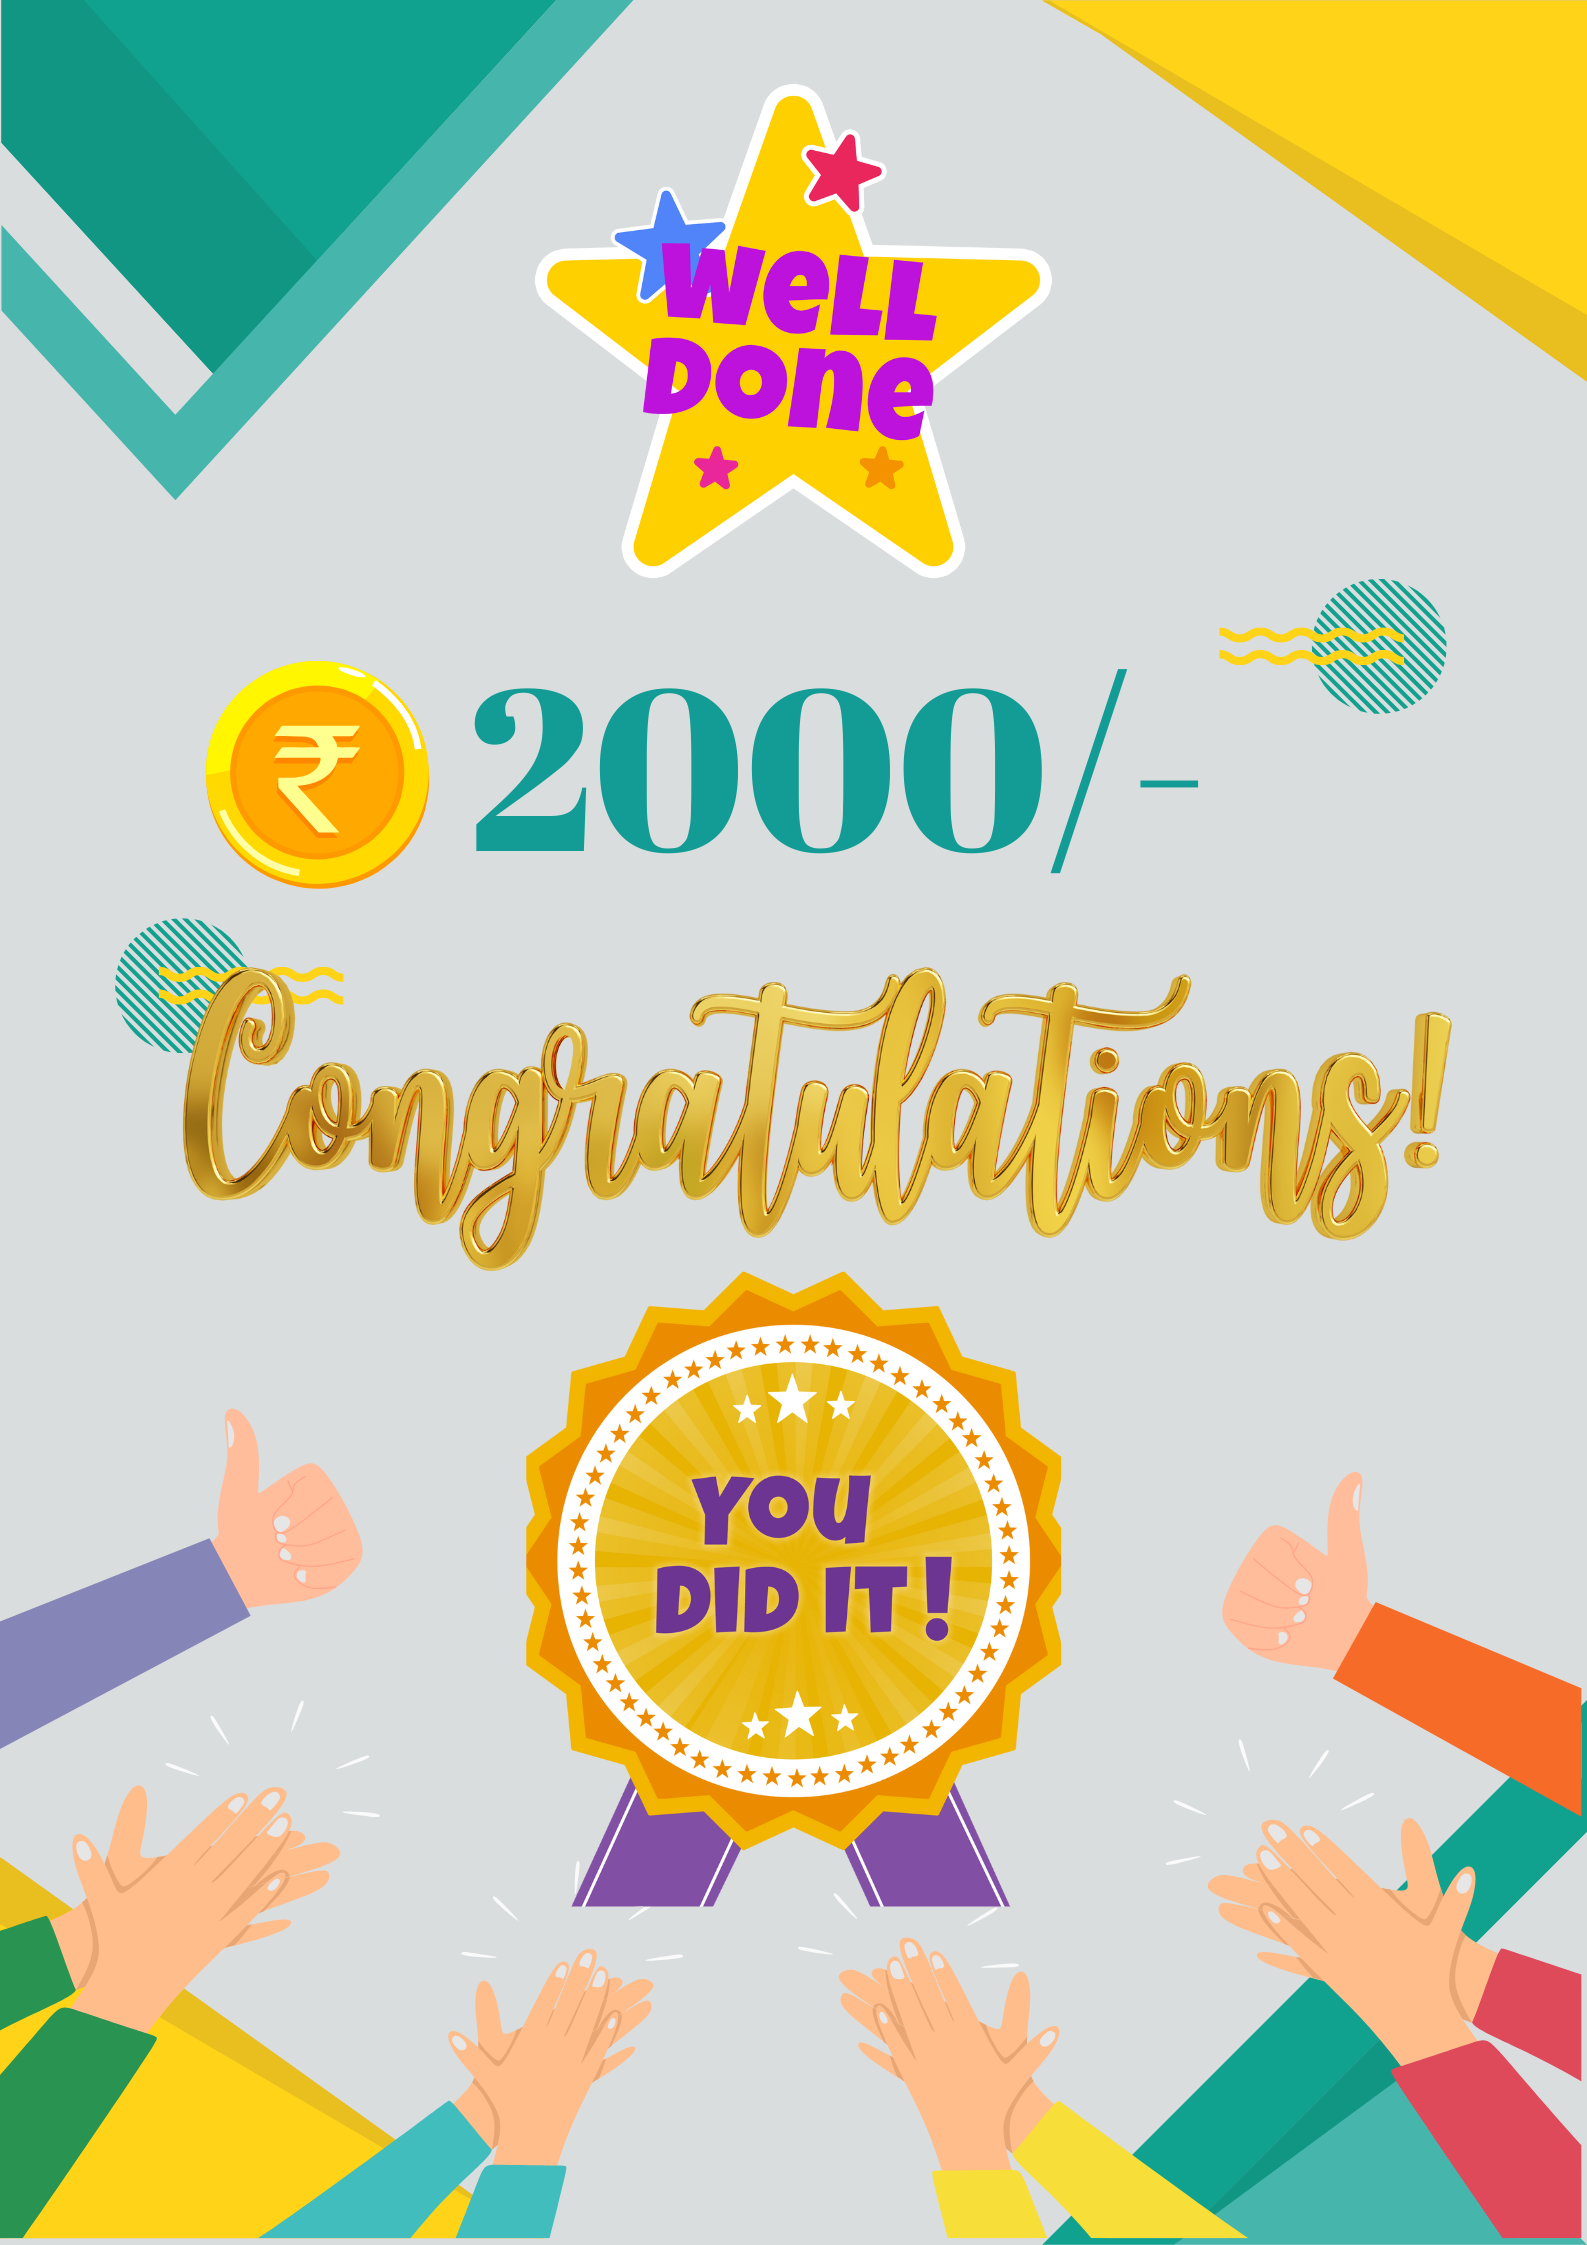 Well
Done
₹ 2000/-
Congratulations!
YOU
DID IT!